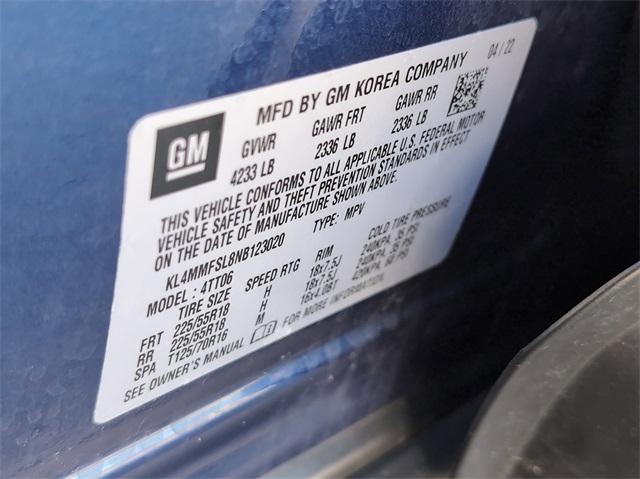 MFD BY GM KOREA COMPANY 04 / 22
GM
GVWR GAWR FRT GAWR RR
4233 LB 2336 LB 2336 LB
THIS VEHICLE CONFORMS TO ALL APPLICABLE U.S. FEDERAL MOTOR
VEHICLE SAFETY AND THEFT PREVENTION STANDARDS IN EFFECT
ON THE DATE OF MANUFACTURE SHOWN ABOVE.
KL4MMFSL8NB123020 TYPE: MPV
MODEL: 4TT06
TIRE SIZE SPEED RTG RIM COLD TIRE PRESSURE
FRT 225/55R18 H 18x7.5J 240KPA, 35 PSI
RR 225/55R18 H 18x7.5J 240KPA, 35 PSI
SPA T125/70R16 M 16x4.0BT 420KPA, 60 PSI
SEE OWNER'S MANUAL FOR MORE INFORMATION.